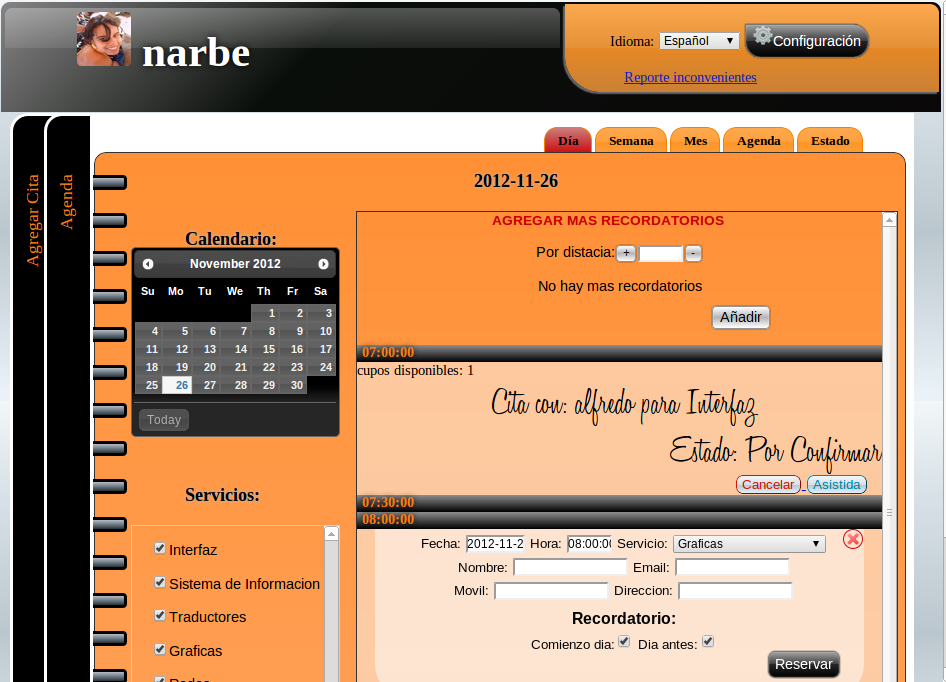 narbe
Idioma: Español Configuración
Reporte inconvenientes
Agregar Cita
Agenda
Día Semana Mes Agenda Estado
2012-11-26
Calendario:
November 2012
Su Mo Tu We Th Fr Sa
1 2 3
4 5 6 7 8 9 10
11 12 13 14 15 16 17
18 19 20 21 22 23 24
25 26 27 28 29 30
Today
Servicios:
Interfaz
Sistema de Informacion
Traductores
Graficas
Redes
AGREGAR MAS RECORDATORIOS
Por distacia: + -
No hay mas recordatorios
Añadir
07:00:00
cupos disponibles: 1
Cita con: alfredo para Interfaz
Estado: Por Confirmar
Cancelar Asistida
07:30:00
08:00:00
Fecha: 2012-11-2 Hora: 08:00:00 Servicio: Graficas
Nombre: Email:
Movil: Direccion:
Recordatorio:
Comienzo dia: Dia antes:
Reservar